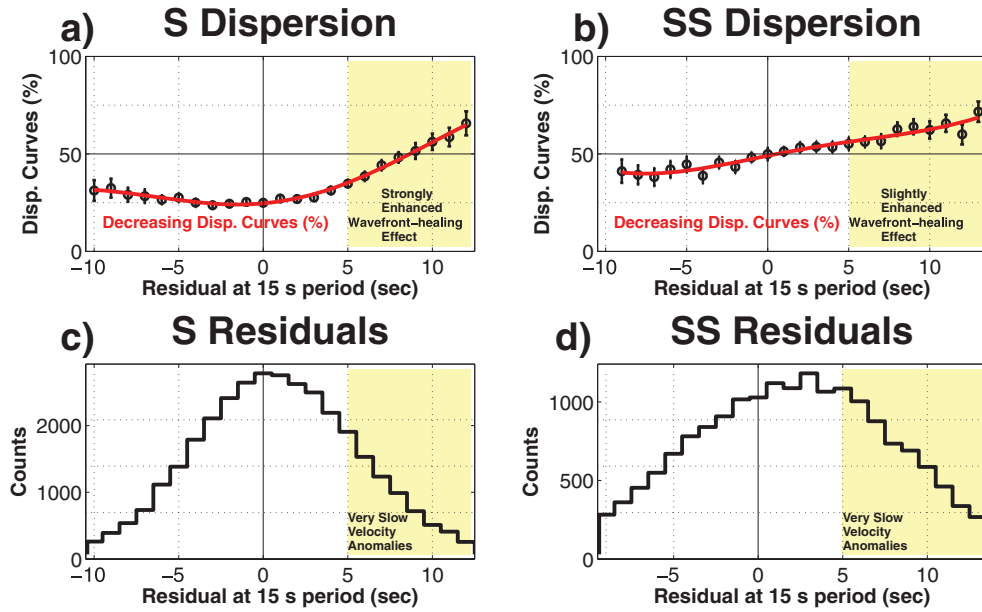 a) S Dispersion
100
50
0
Disp. Curves (%)
Decreasing Disp. Curves (%)
Strongly
Enhanced
Wavefront−healing
Effect
−10 −5 0 5 10
Residual at 15 s period (sec)
b) SS Dispersion
100
50
0
Disp. Curves (%)
Decreasing Disp. Curves (%)
Slightly
Enhanced
Wavefront−healing
Effect
−10 −5 0 5 10
Residual at 15 s period (sec)
c) S Residuals
2000
1000
0
Counts
Very Slow
Velocity
Anomalies
−10 −5 0 5 10
Residual at 15 s period (sec)
d) SS Residuals
1000
500
0
Counts
Very Slow
Velocity
Anomalies
−5 0 5 10
Residual at 15 s period (sec)